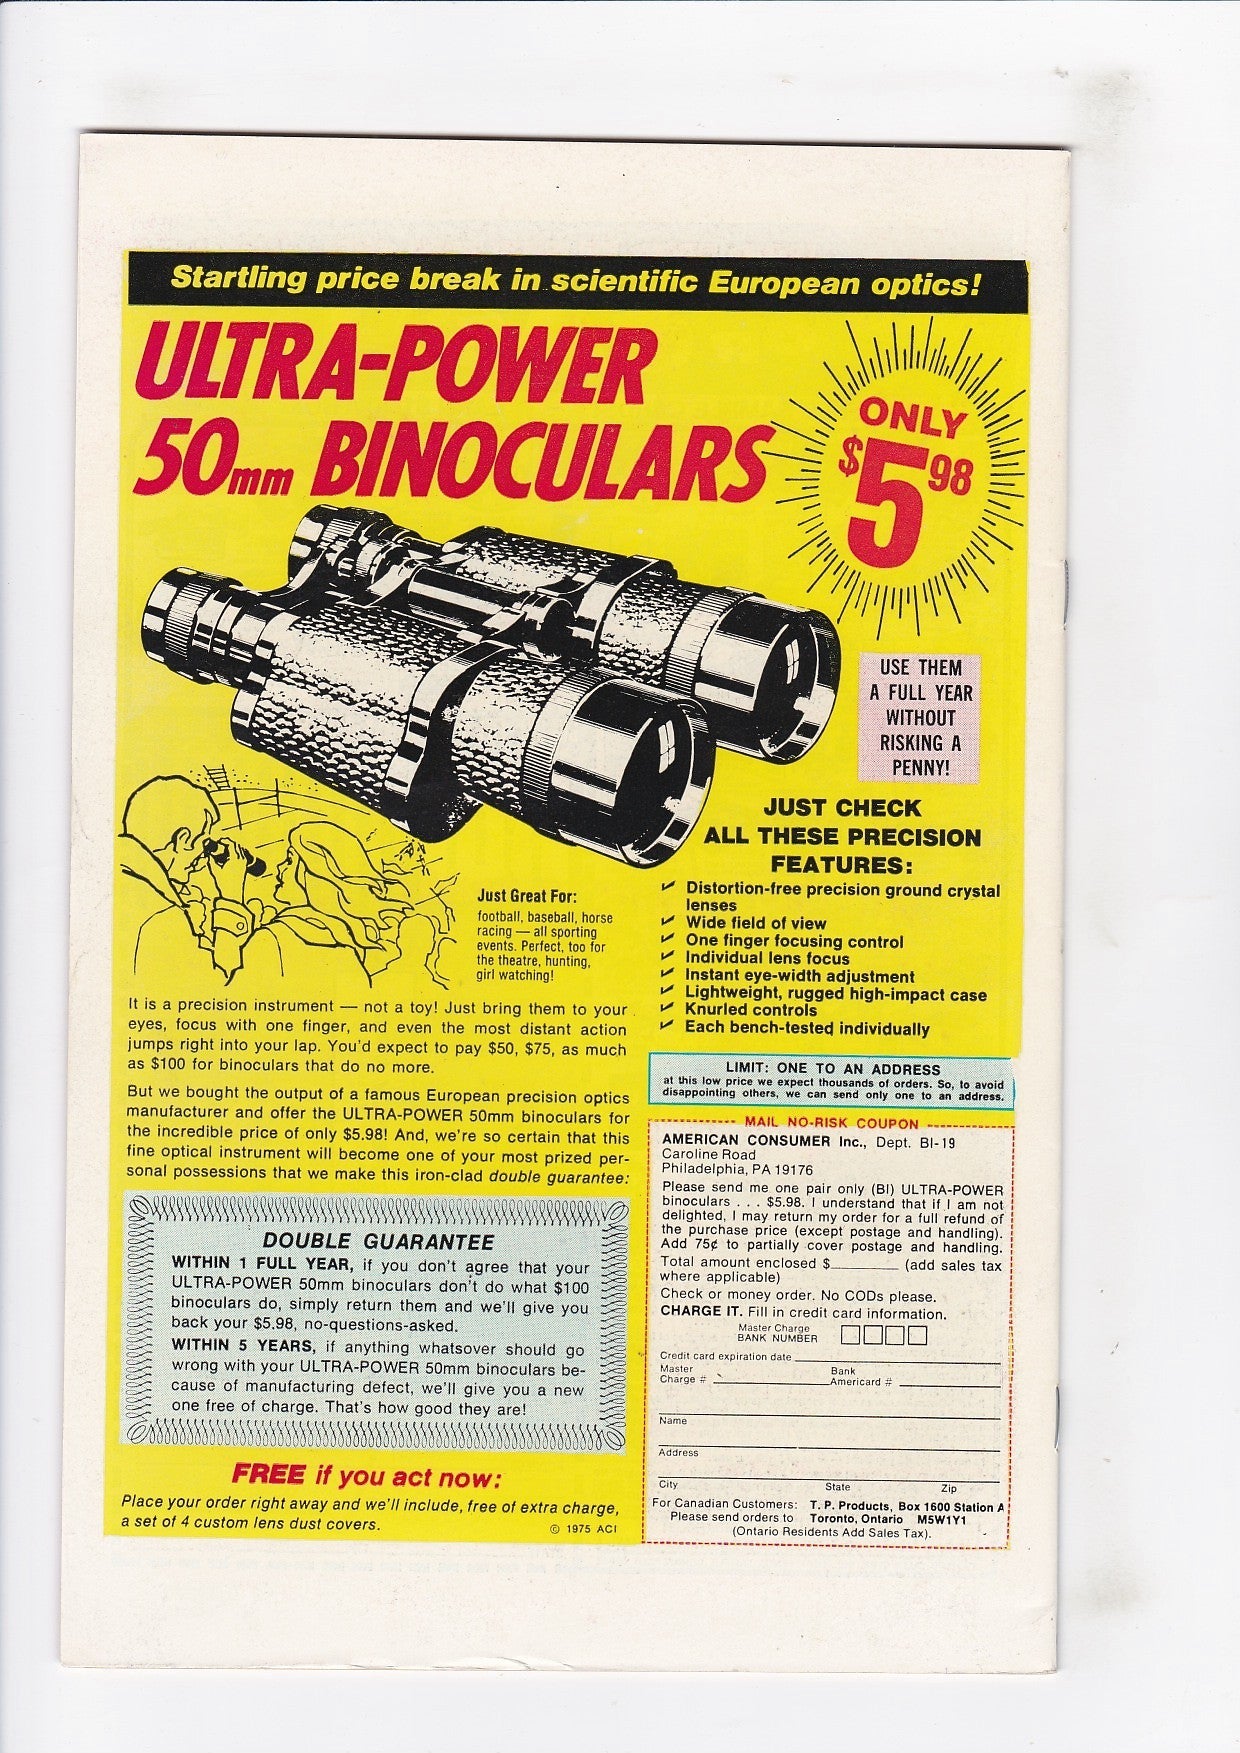 Startling price break in scientific European optics!
ULTRA-POWER
50mm BINOCULARS
ONLY
$5 98
USE THEM
A FULL YEAR
WITHOUT
RISKING A
PENNY!
JUST CHECK
ALL THESE PRECISION
FEATURES:
Distortion-free precision ground crystal
lenses
Wide field of view
One finger focusing control
Individual lens focus
Instant eye-width adjustment
Lightweight, rugged high-impact case
Knurled controls
Each bench-tested individually
Just Great For:
football, baseball, horse
racing — all sporting
events. Perfect, too for
the theatre, hunting,
girl watching!
It is a precision instrument — not a toy! Just bring them to your
eyes, focus with one finger, and even the most distant action
jumps right into your lap. You'd expect to pay $50, $75, as much
as $100 for binoculars that do no more.
But we bought the output of a famous European precision optics
manufacturer and offer the ULTRA-POWER 50mm binoculars for
the incredible price of only $5.98! And, we're so certain that this
fine optical instrument will become one of your most prized per-
sonal possessions that we make this iron-clad double guarantee:
DOUBLE GUARANTEE
WITHIN 1 FULL YEAR, if you don't agree that your
ULTRA-POWER 50mm binoculars don't do what $100
binoculars do, simply return them and we'll give you
back your $5.98, no-questions-asked.
WITHIN 5 YEARS, if anything whatsoever should go
wrong with your ULTRA-POWER 50mm binoculars be-
cause of manufacturing defect, we'll give you a new
one free of charge. That's how good they are!
FREE if you act now:
Place your order right away and we'll include, free of extra charge,
a set of 4 custom lens dust covers.
© 1975 ACI
LIMIT: ONE TO AN ADDRESS
at this low price we expect thousands of orders. So, to avoid
disappointing others, we can send only one to an address.
MAIL NO-RISK COUPON
AMERICAN CONSUMER Inc., Dept. BI-19
Caroline Road
Philadelphia, PA 19176
Please send me one pair only (BI) ULTRA-POWER
binoculars . . . $5.98. I understand that if I am not
delighted, I may return my order for a full refund of
the purchase price (except postage and handling).
Add 75¢ to partially cover postage and handling.
Total amount enclosed $________ (add sales tax
where applicable)
Check or money order. No CODs please.
CHARGE IT. Fill in credit card information.
Master Charge
BANK NUMBER
Credit card expiration date
Master Charge #
Bank Americard #
Name
Address
City State Zip
For Canadian Customers: T. P. Products, Box 1600 Station A
Please send orders to Toronto, Ontario M5W1Y1
(Ontario Residents Add Sales Tax).